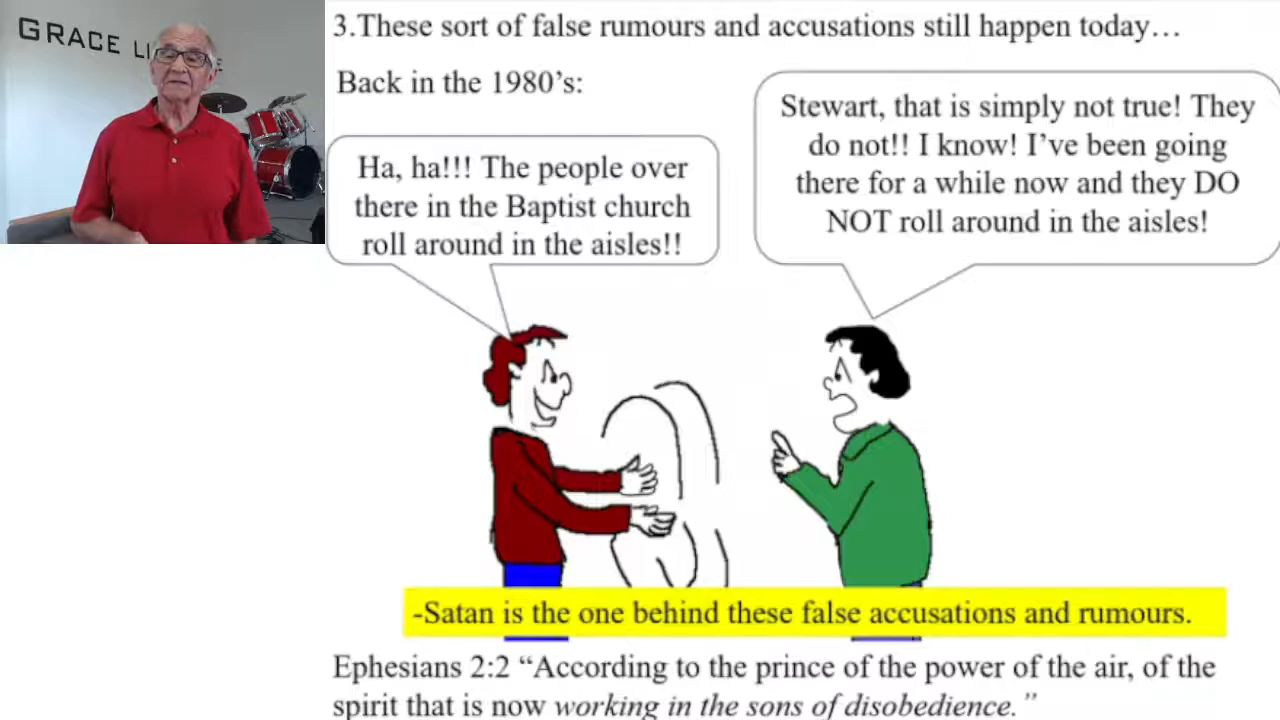 GRACE LI E
3.These sort of false rumours and accusations still happen today…
Back in the 1980’s:
Ha, ha!!! The people over
there in the Baptist church
roll around in the aisles!!
Stewart, that is simply not true! They
do not!! I know! I’ve been going
there for a while now and they DO
NOT roll around in the aisles!
-Satan is the one behind these false accusations and rumours.
Ephesians 2:2 “According to the prince of the power of the air, of the
spirit that is now working in the sons of disobedience.”